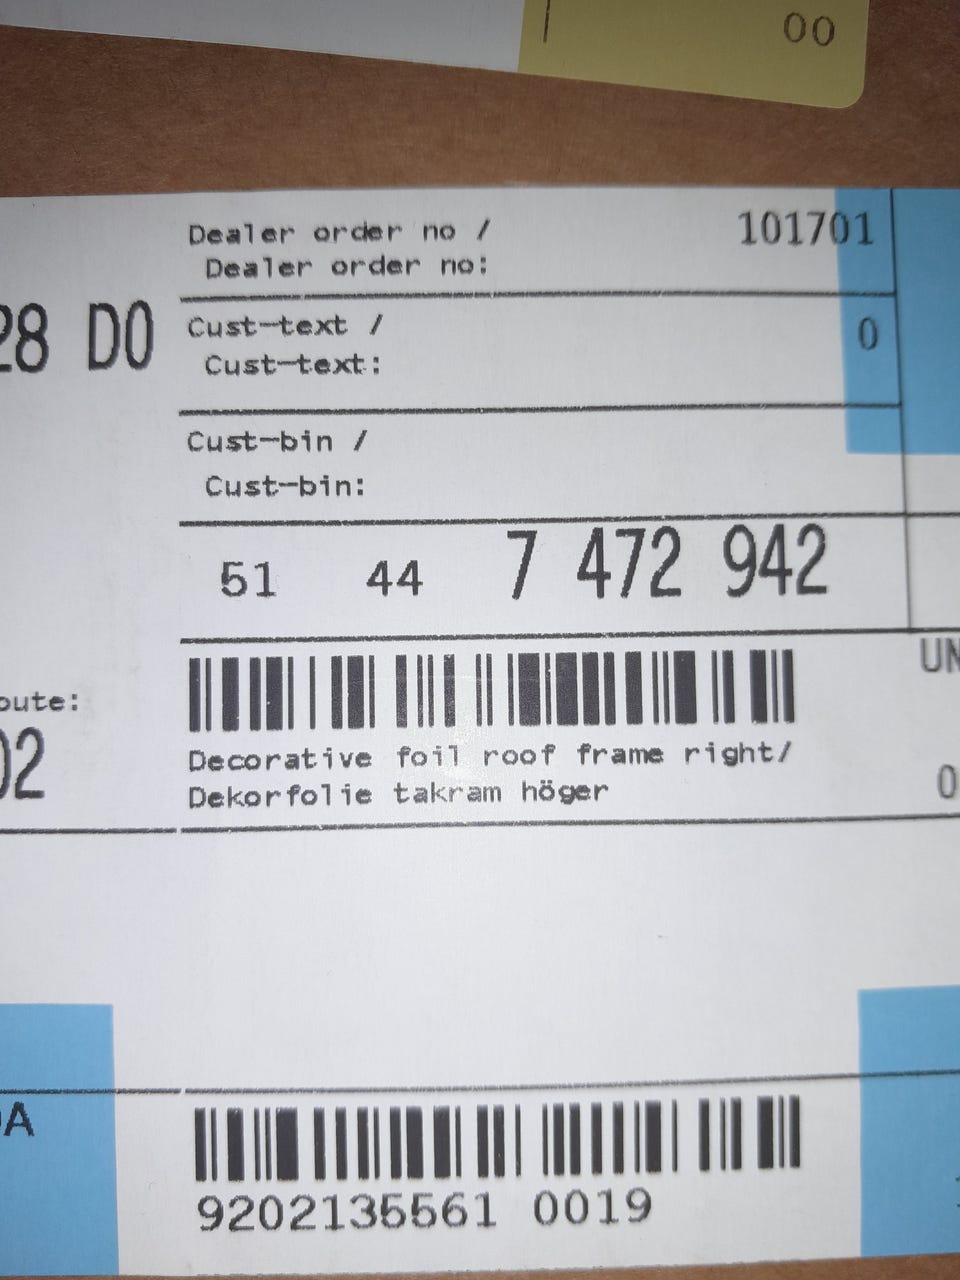 00
Dealer order no / 101701
Dealer order no:
28 D0
Cust-text / 0
Cust-text:
Cust-bin /
Cust-bin:
51 44 7 472 942
UN
oute:
02
Decorative foil roof frame right/
Dekorfolie takram höger
0
DA
9202135561 0019